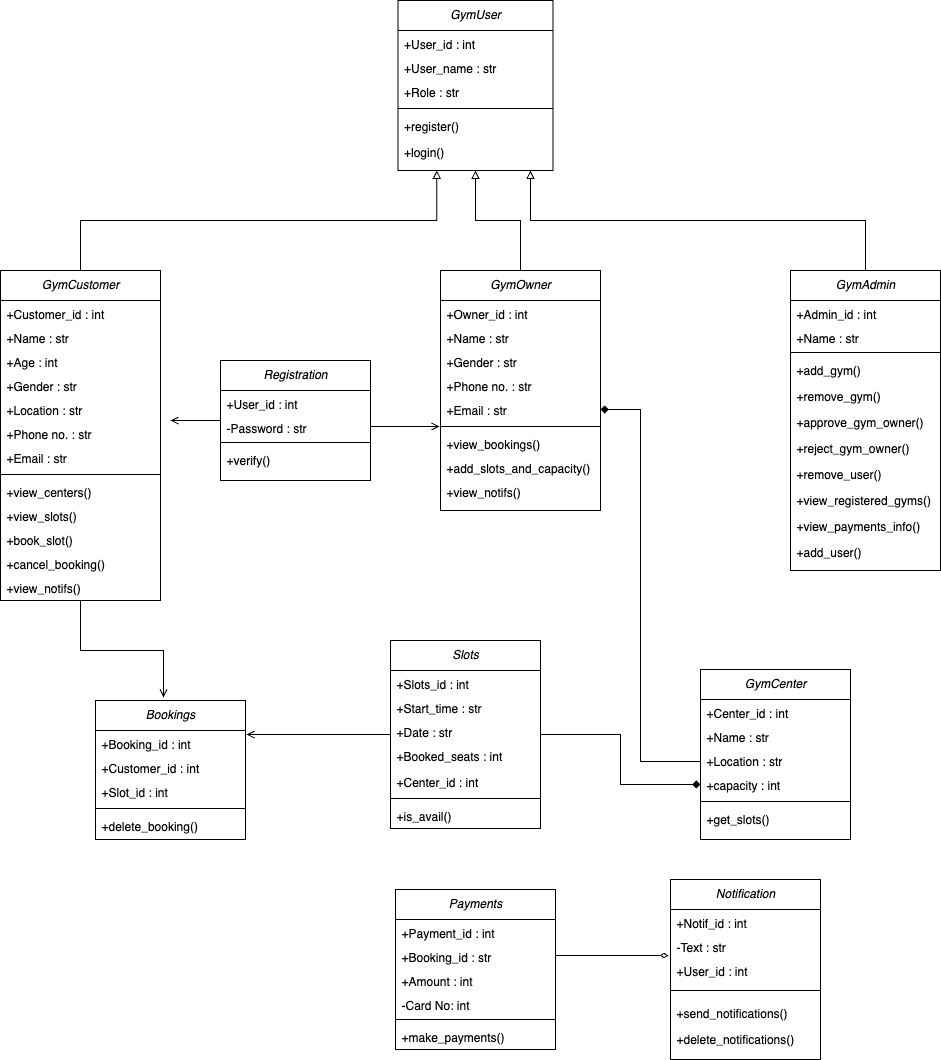 GymUser
+User_id : int
+User_name : str
+Role : str
+register()
+login()
GymCustomer
+Customer_id : int
+Name : str
+Age : int
+Gender : str
+Location : str
+Phone no. : str
+Email : str
+view_centers()
+view_slots()
+book_slot()
+cancel_booking()
+view_notifs()
Registration
+User_id : int
-Password : str
+verify()
GymOwner
+Owner_id : int
+Name : str
+Gender : str
+Phone no. : str
+Email : str
+view_bookings()
+add_slots_and_capacity()
+view_notifs()
GymAdmin
+Admin_id : int
+Name : str
+add_gym()
+remove_gym()
+approve_gym_owner()
+reject_gym_owner()
+remove_user()
+view_registered_gyms()
+view_payments_info()
+add_user()
Bookings
+Booking_id : int
+Customer_id : int
+Slot_id : int
+delete_booking()
Slots
+Slots_id : int
+Start_time : str
+Date : str
+Booked_seats : int
+Center_id : int
+is_avail()
GymCenter
+Center_id : int
+Name : str
+Location : str
+capacity : int
+get_slots()
Payments
+Payment_id : int
+Booking_id : str
+Amount : int
-Card No: int
+make_payments()
Notification
+Notif_id : int
-Text : str
+User_id : int
+send_notifications()
+delete_notifications()